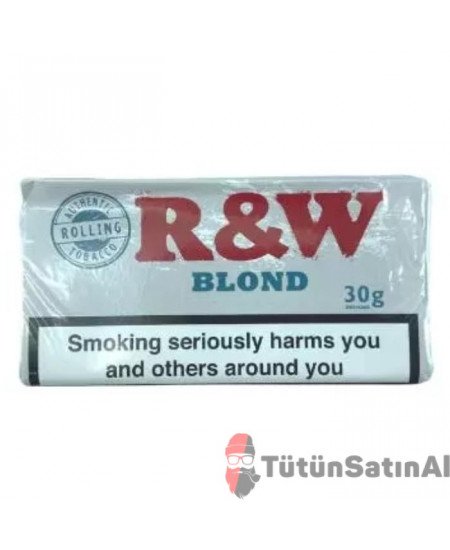 AUTHENTIC
ROLLING
TOBACCO
R&W
BLOND
30g
Smoking seriously harms you
and others around you
TütünSatınAl